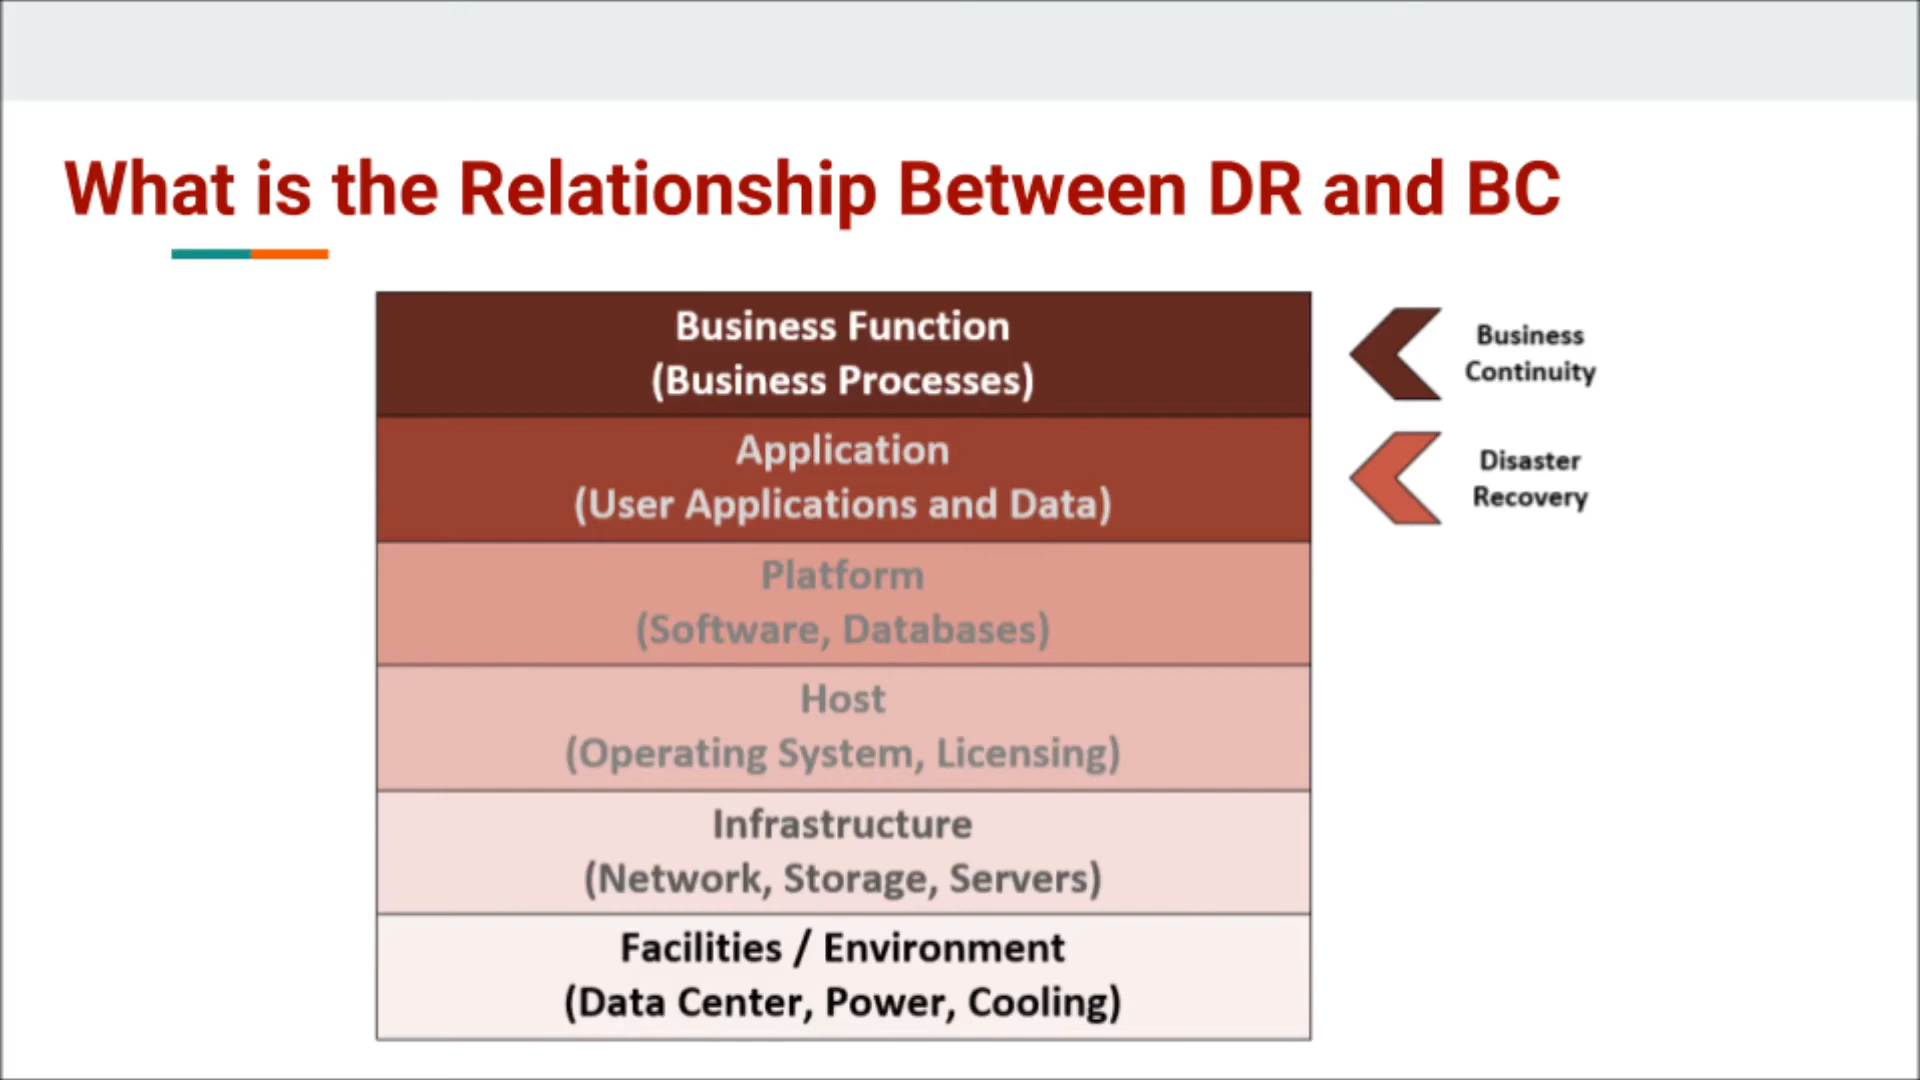 What is the Relationship Between DR and BC
Business Function
(Business Processes)
Business
Continuity
Application
(User Applications and Data)
Disaster
Recovery
Platform
(Software, Databases)
Host
(Operating System, Licensing)
Infrastructure
(Network, Storage, Servers)
Facilities / Environment
(Data Center, Power, Cooling)